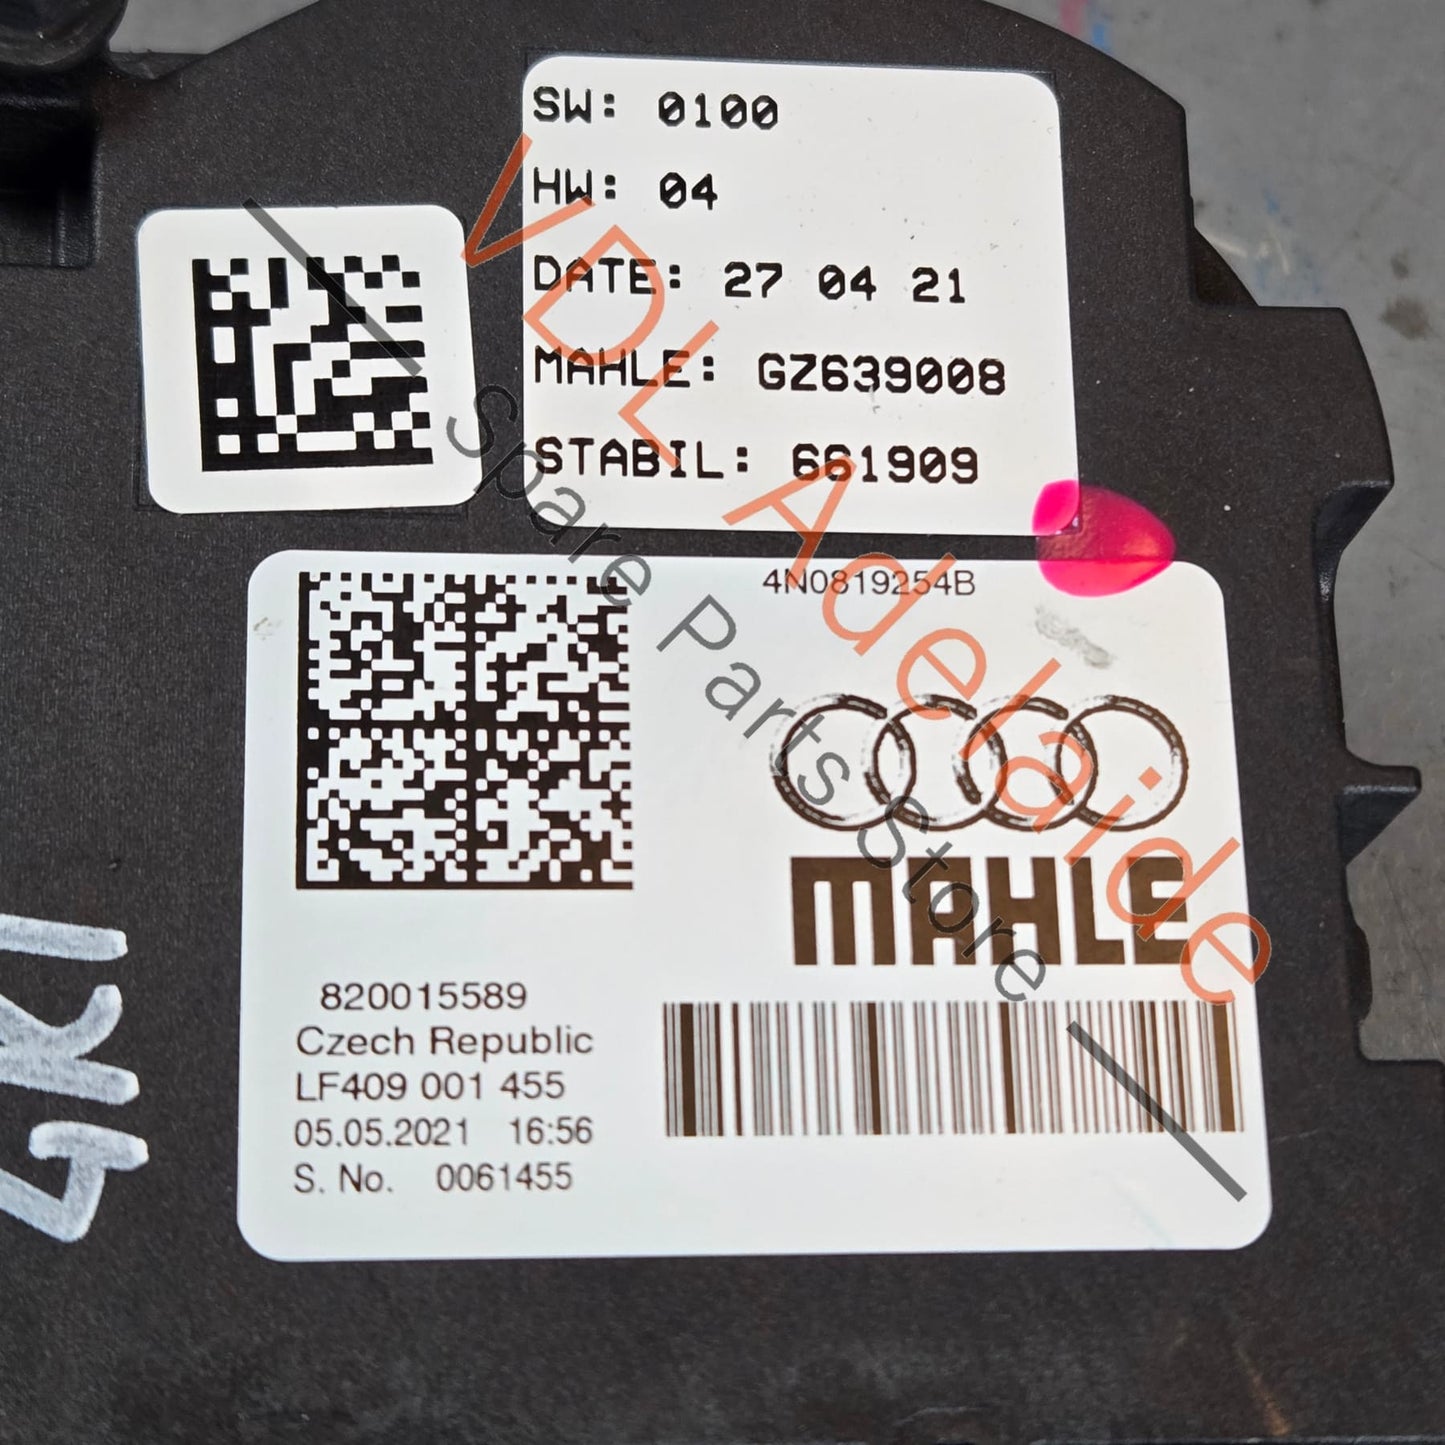 SW: 0100
HW: 04
DATE: 27 04 21
MAHLE: GZ639008
STABIL: 661909
4N0819254B
MAHLE
820015589
Czech Republic
LF409 001 455
05.05.2021 16:56
S. No. 0061455
VDL Adelaide
Spare Parts Store